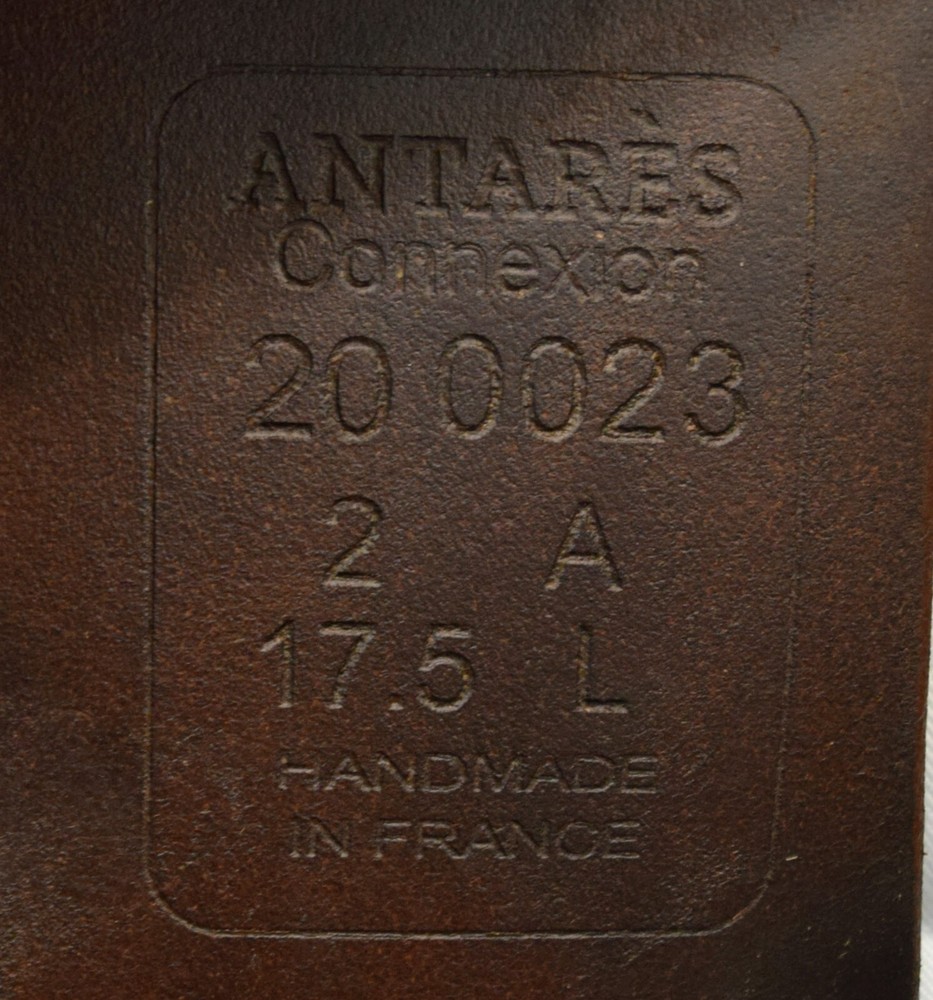 ANTARÈS
Connexion
20 0023
2 A
17.5 L
HANDMADE
IN FRANCE